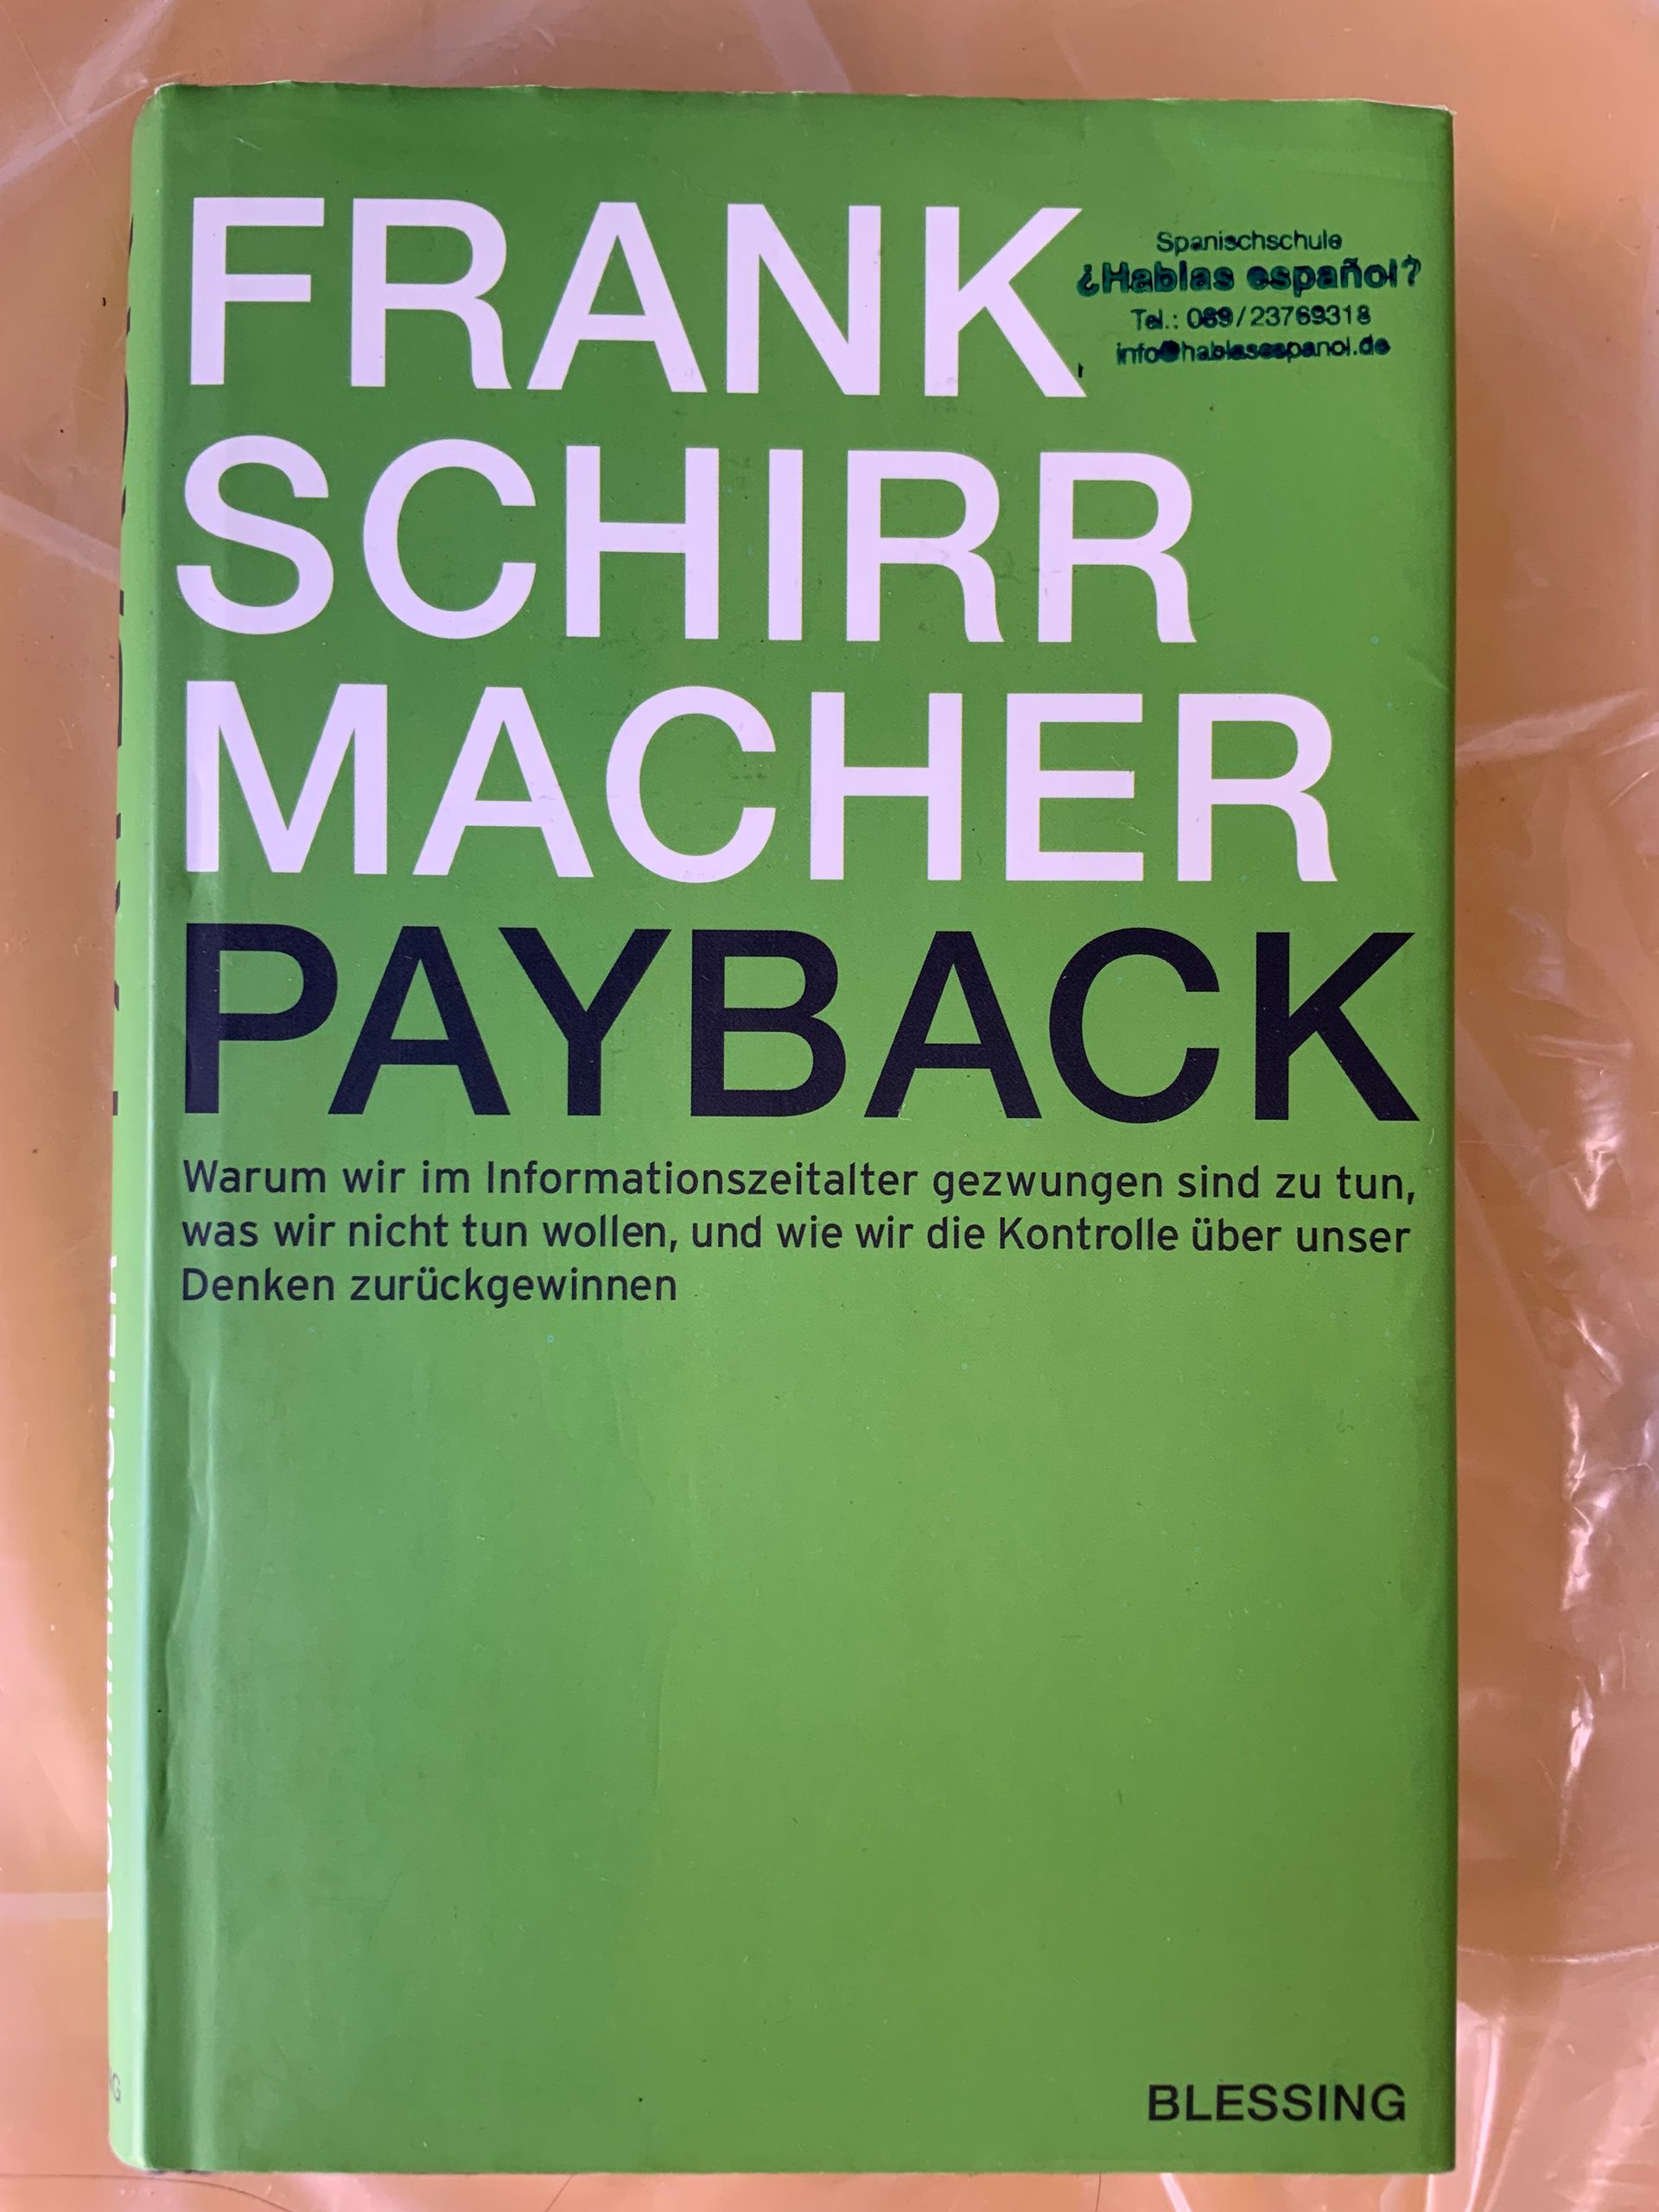 FRANK
SCHIRR
MACHER
PAYBACK
Spanischschule
¿Hablas español?
Tel.: 089/23769318
info@hablasespanol.de
Warum wir im Informationszeitalter gezwungen sind zu tun,
was wir nicht tun wollen, und wie wir die Kontrolle über unser
Denken zurückgewinnen
BLESSING